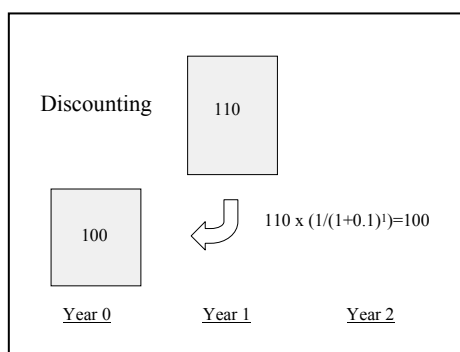 Discounting
110
100
110 x (1/(1+0.1)¹)=100
Year 0 Year 1 Year 2